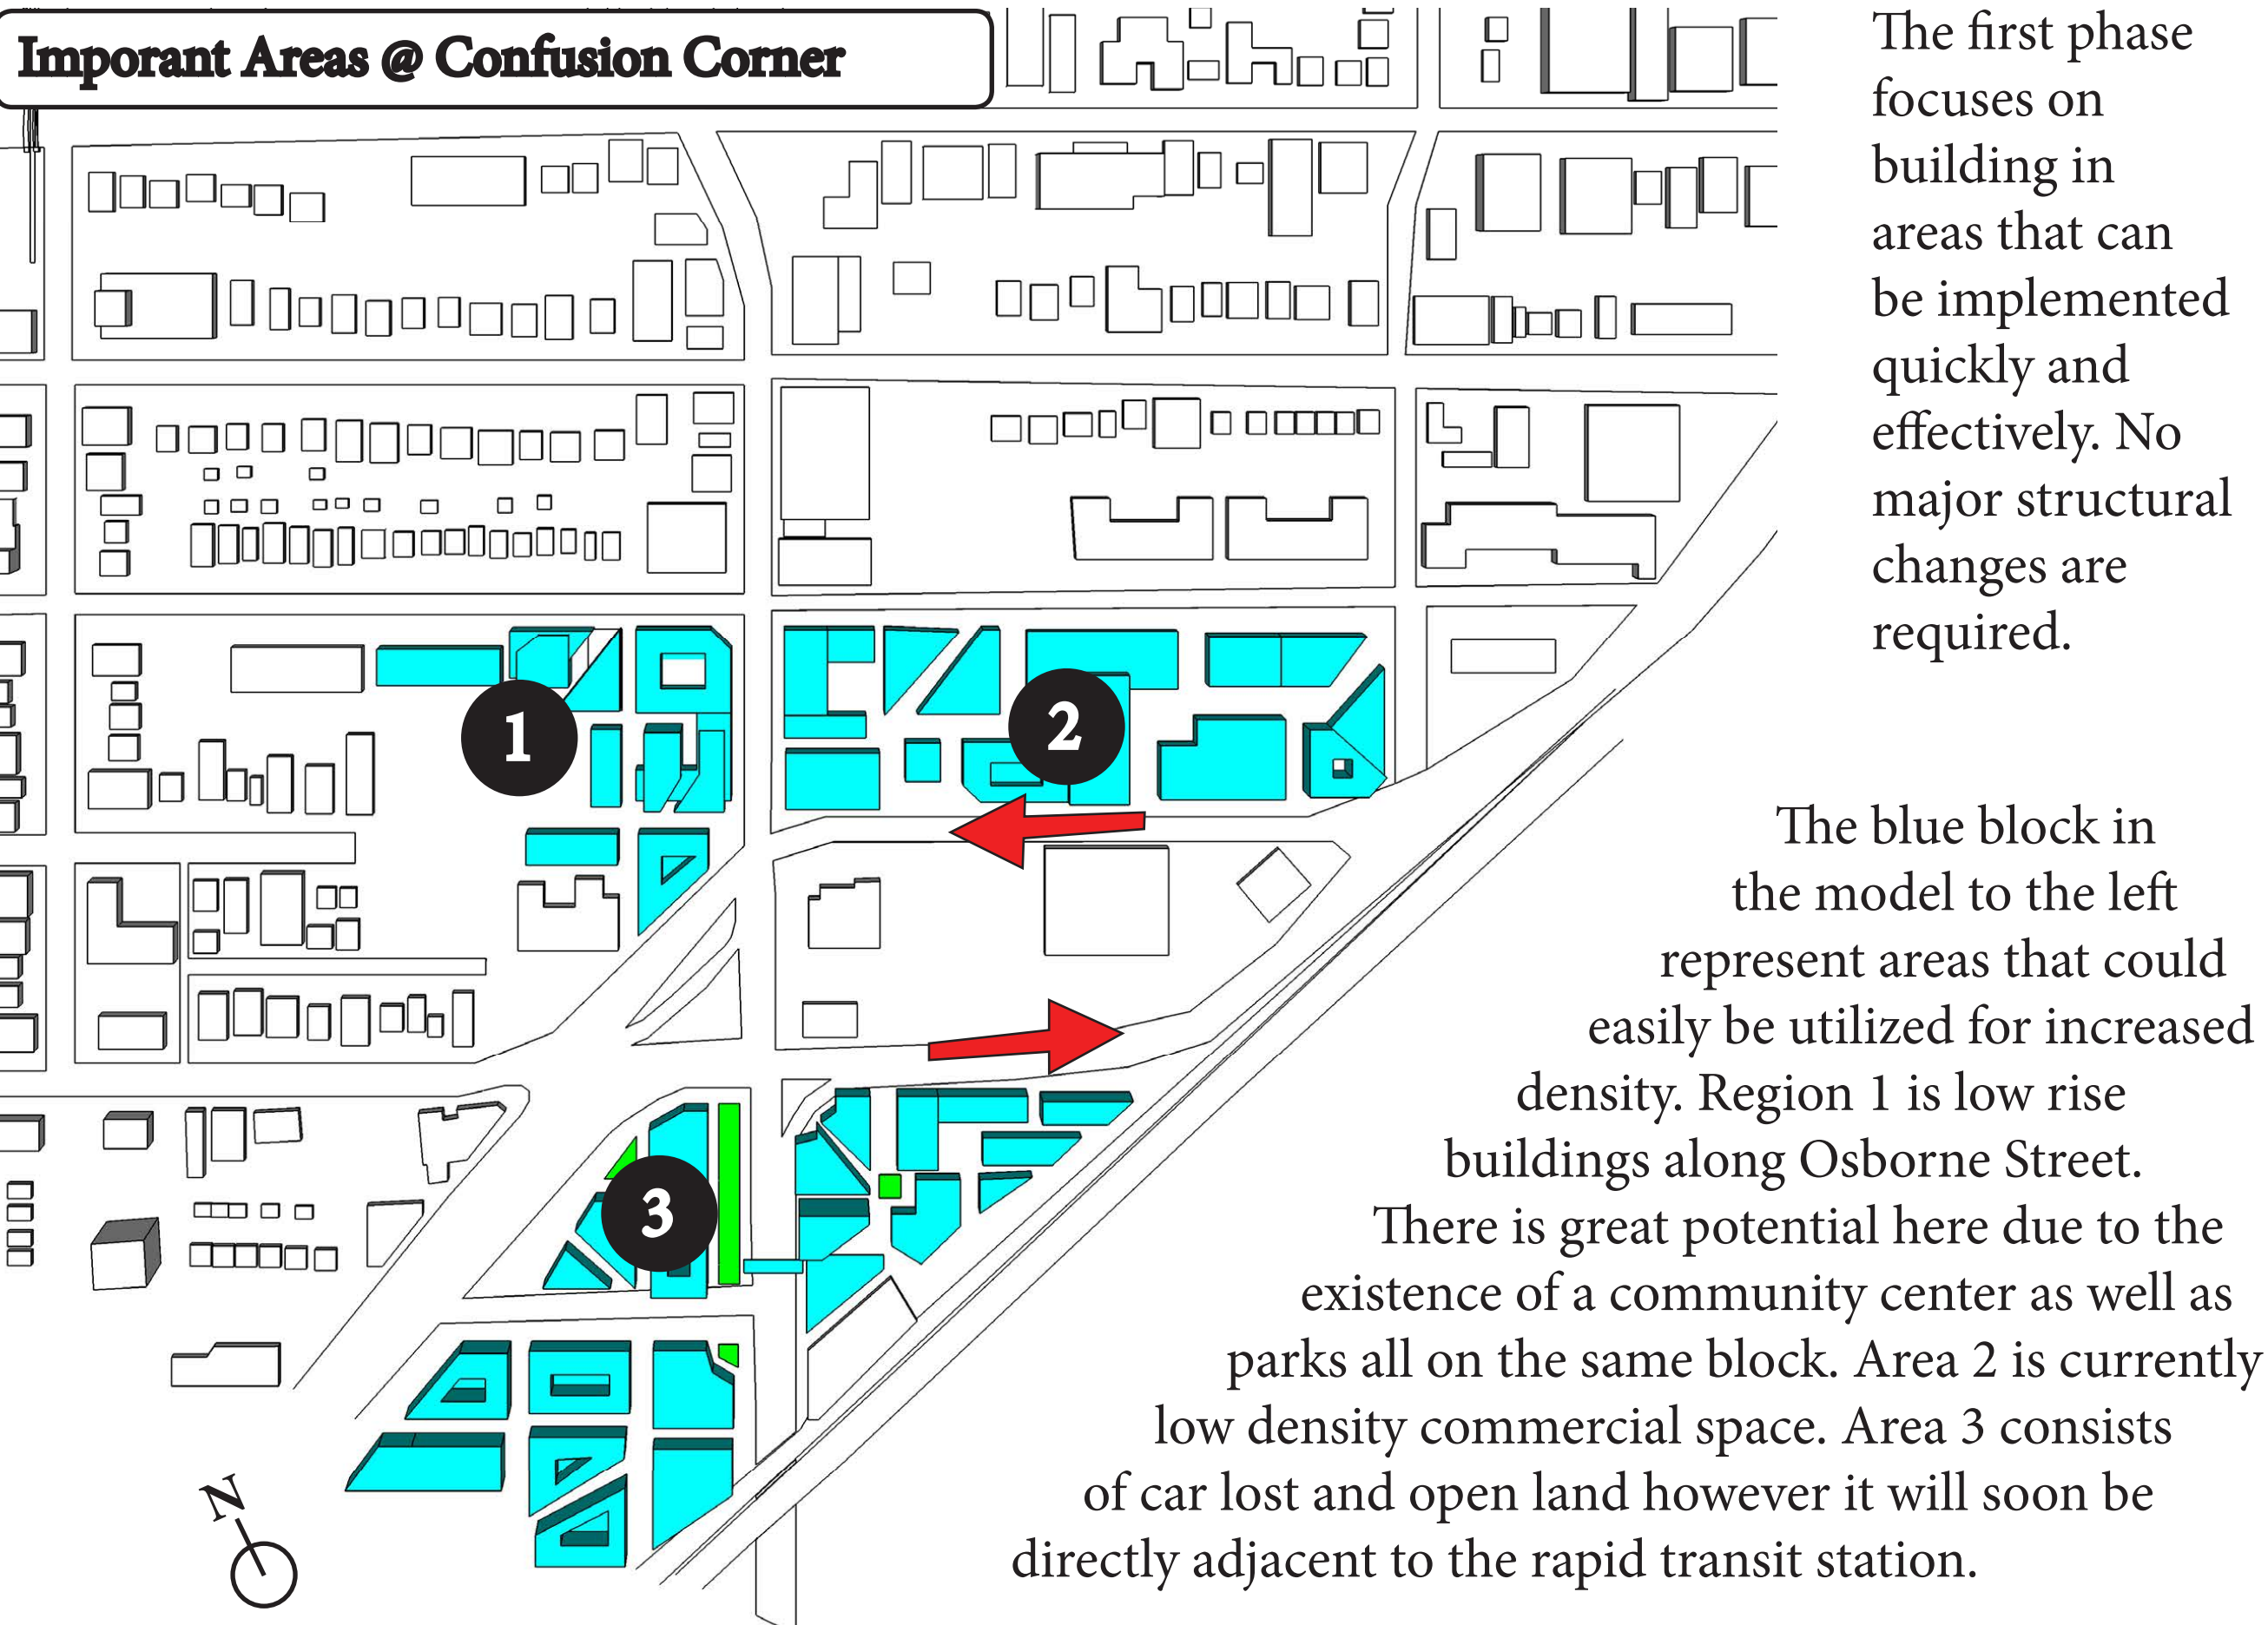 Imporant Areas @ Confusion Corner
The first phase
focuses on
building in
areas that can
be implemented
quickly and
effectively. No
major structural
changes are
required.
1
2
3
N
The blue block in
the model to the left
represent areas that could
easily be utilized for increased
density. Region 1 is low rise
buildings along Osborne Street.
There is great potential here due to the
existence of a community center as well as
parks all on the same block. Area 2 is currently
low density commercial space. Area 3 consists
of car lost and open land however it will soon be
directly adjacent to the rapid transit station.